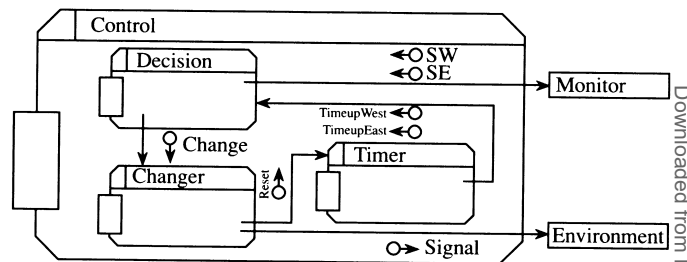 Control
Decision
SW
SE
Monitor
TimeupWest
TimeupEast
Change
Timer
Changer
Reset
Environment
Signal
Downloaded from